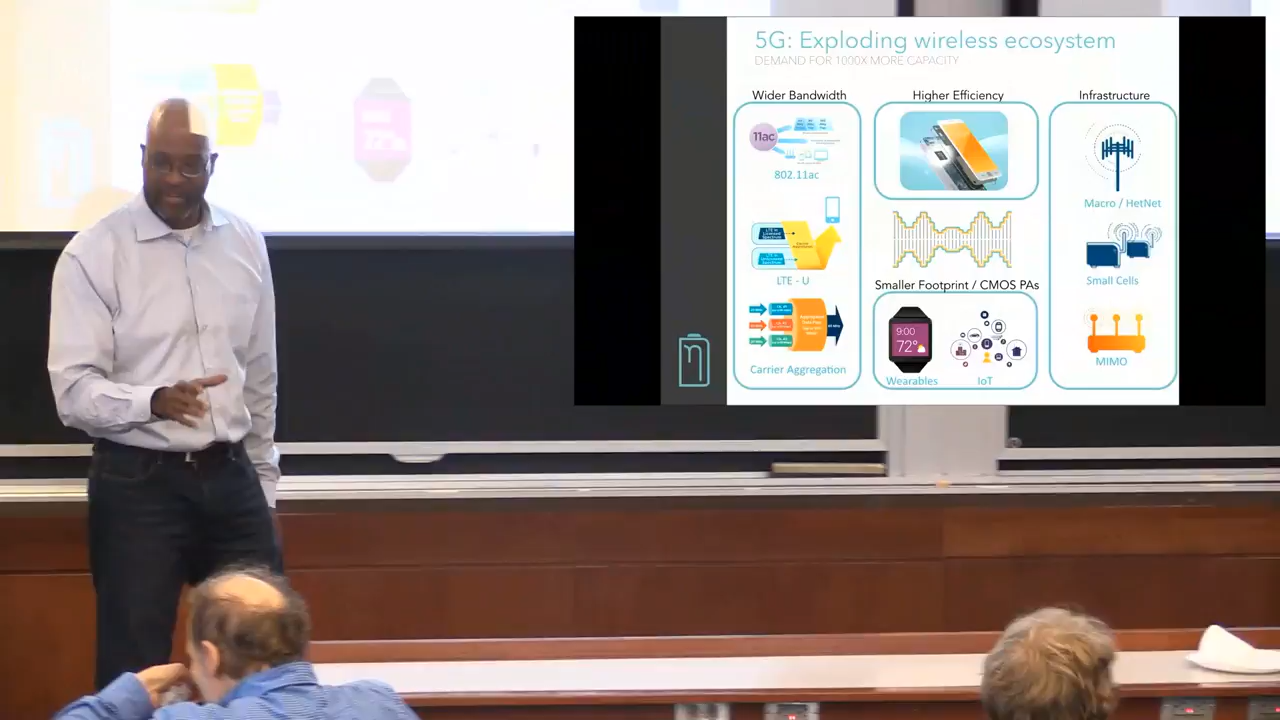 5G: Exploding wireless ecosystem
DEMAND FOR 1000X MORE CAPACITY
Wider Bandwidth
11ac
802.11ac
LTE - U
Carrier Aggregation
Higher Efficiency
Smaller Footprint / CMOS PAs
9:00
72°
Wearables
IoT
Infrastructure
Macro / HetNet
Small Cells
MIMO
η